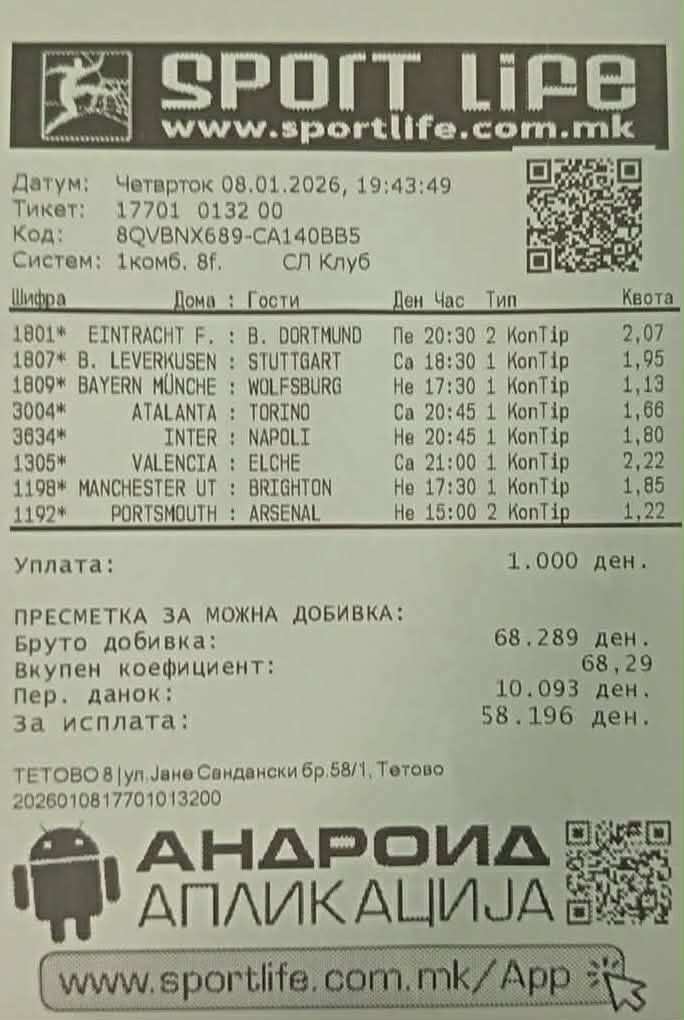 SPORT LIFE
www.sportlife.com.mk
Датум: Четврток 08.01.2026, 19:43:49
Тикет: 17701 0132 00
Код: 8QVBNX689-CA140BB5
Систем: 1комб. 8f. СЛ Клуб
Шифра Дома : Гости Ден Час Тип Квота
1801* EINTRACHT F. : B. DORTMUND Пе 20:30 2 KonTip 2,07
1807* B. LEVERKUSEN : STUTTGART Са 18:30 1 KonTip 1,95
1809* BAYERN MÜNCHE : WOLFSBURG Не 17:30 1 KonTip 1,13
3004* ATALANTA : TORINO Са 20:45 1 KonTip 1,66
3634* INTER : NAPOLI Не 20:45 1 KonTip 1,80
1305* VALENCIA : ELCHE Са 21:00 1 KonTip 2,22
1198* MANCHESTER UT : BRIGHTON Не 17:30 1 KonTip 1,85
1192* PORTSMOUTH : ARSENAL Не 15:00 2 KonTip 1,22
Уплата: 1.000 ден.
ПРЕСМЕТКА ЗА МОЖНА ДОБИВКА:
Бруто добивка: 68.289 ден.
Вкупен коефициент: 68,29
Пер. данок: 10.093 ден.
За исплата: 58.196 ден.
ТЕТОВО 8|ул.Јане Сандански бр.58/1, Тетово
2026010817701013200
АНДРОИД
АПЛИКАЦИЈА
www.sportlife.com.mk/App